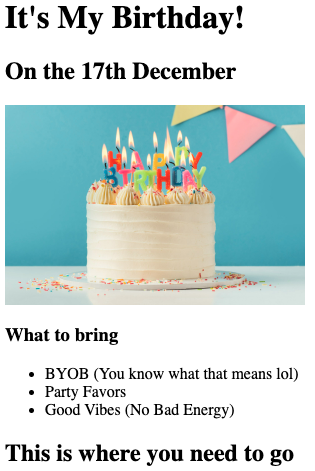 It's My Birthday!
On the 17th December
HAPPY
BIRTHDAY
What to bring
BYOB (You know what that means lol)
Party Favors
Good Vibes (No Bad Energy)
This is where you need to go